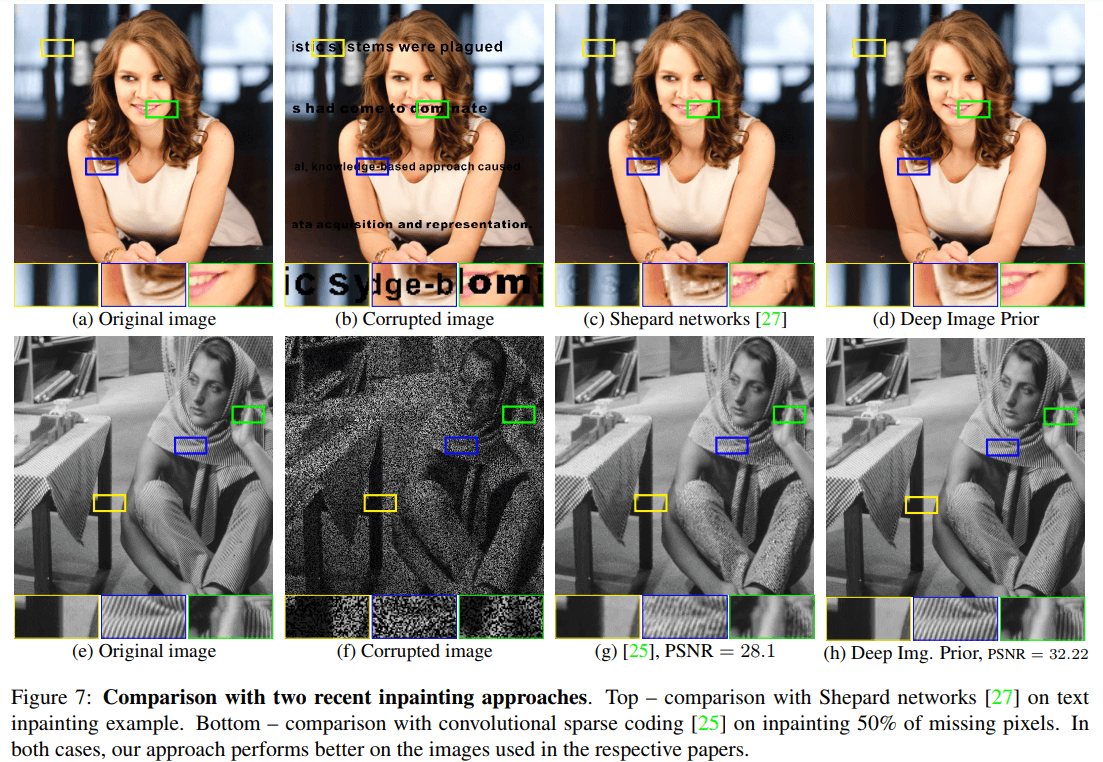 istic systems were plagued
s had come to dominate
al, knowledge-based approach caused
ata acquisition and representation.
ic sy dge-b lomi
(a) Original image
(b) Corrupted image
(c) Shepard networks [27]
(d) Deep Image Prior
(e) Original image
(f) Corrupted image
(g) [25], PSNR = 28.1
(h) Deep Img. Prior, PSNR = 32.22
Figure 7: Comparison with two recent inpainting approaches. Top – comparison with Shepard networks [27] on text
inpainting example. Bottom – comparison with convolutional sparse coding [25] on inpainting 50% of missing pixels. In
both cases, our approach performs better on the images used in the respective papers.